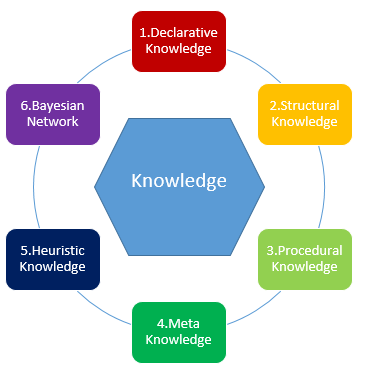 1.Declarative
Knowledge
2.Structural
Knowledge
3.Procedural
Knowledge
4.Meta
Knowledge
5.Heuristic
Knowledge
6.Bayesian
Network
Knowledge